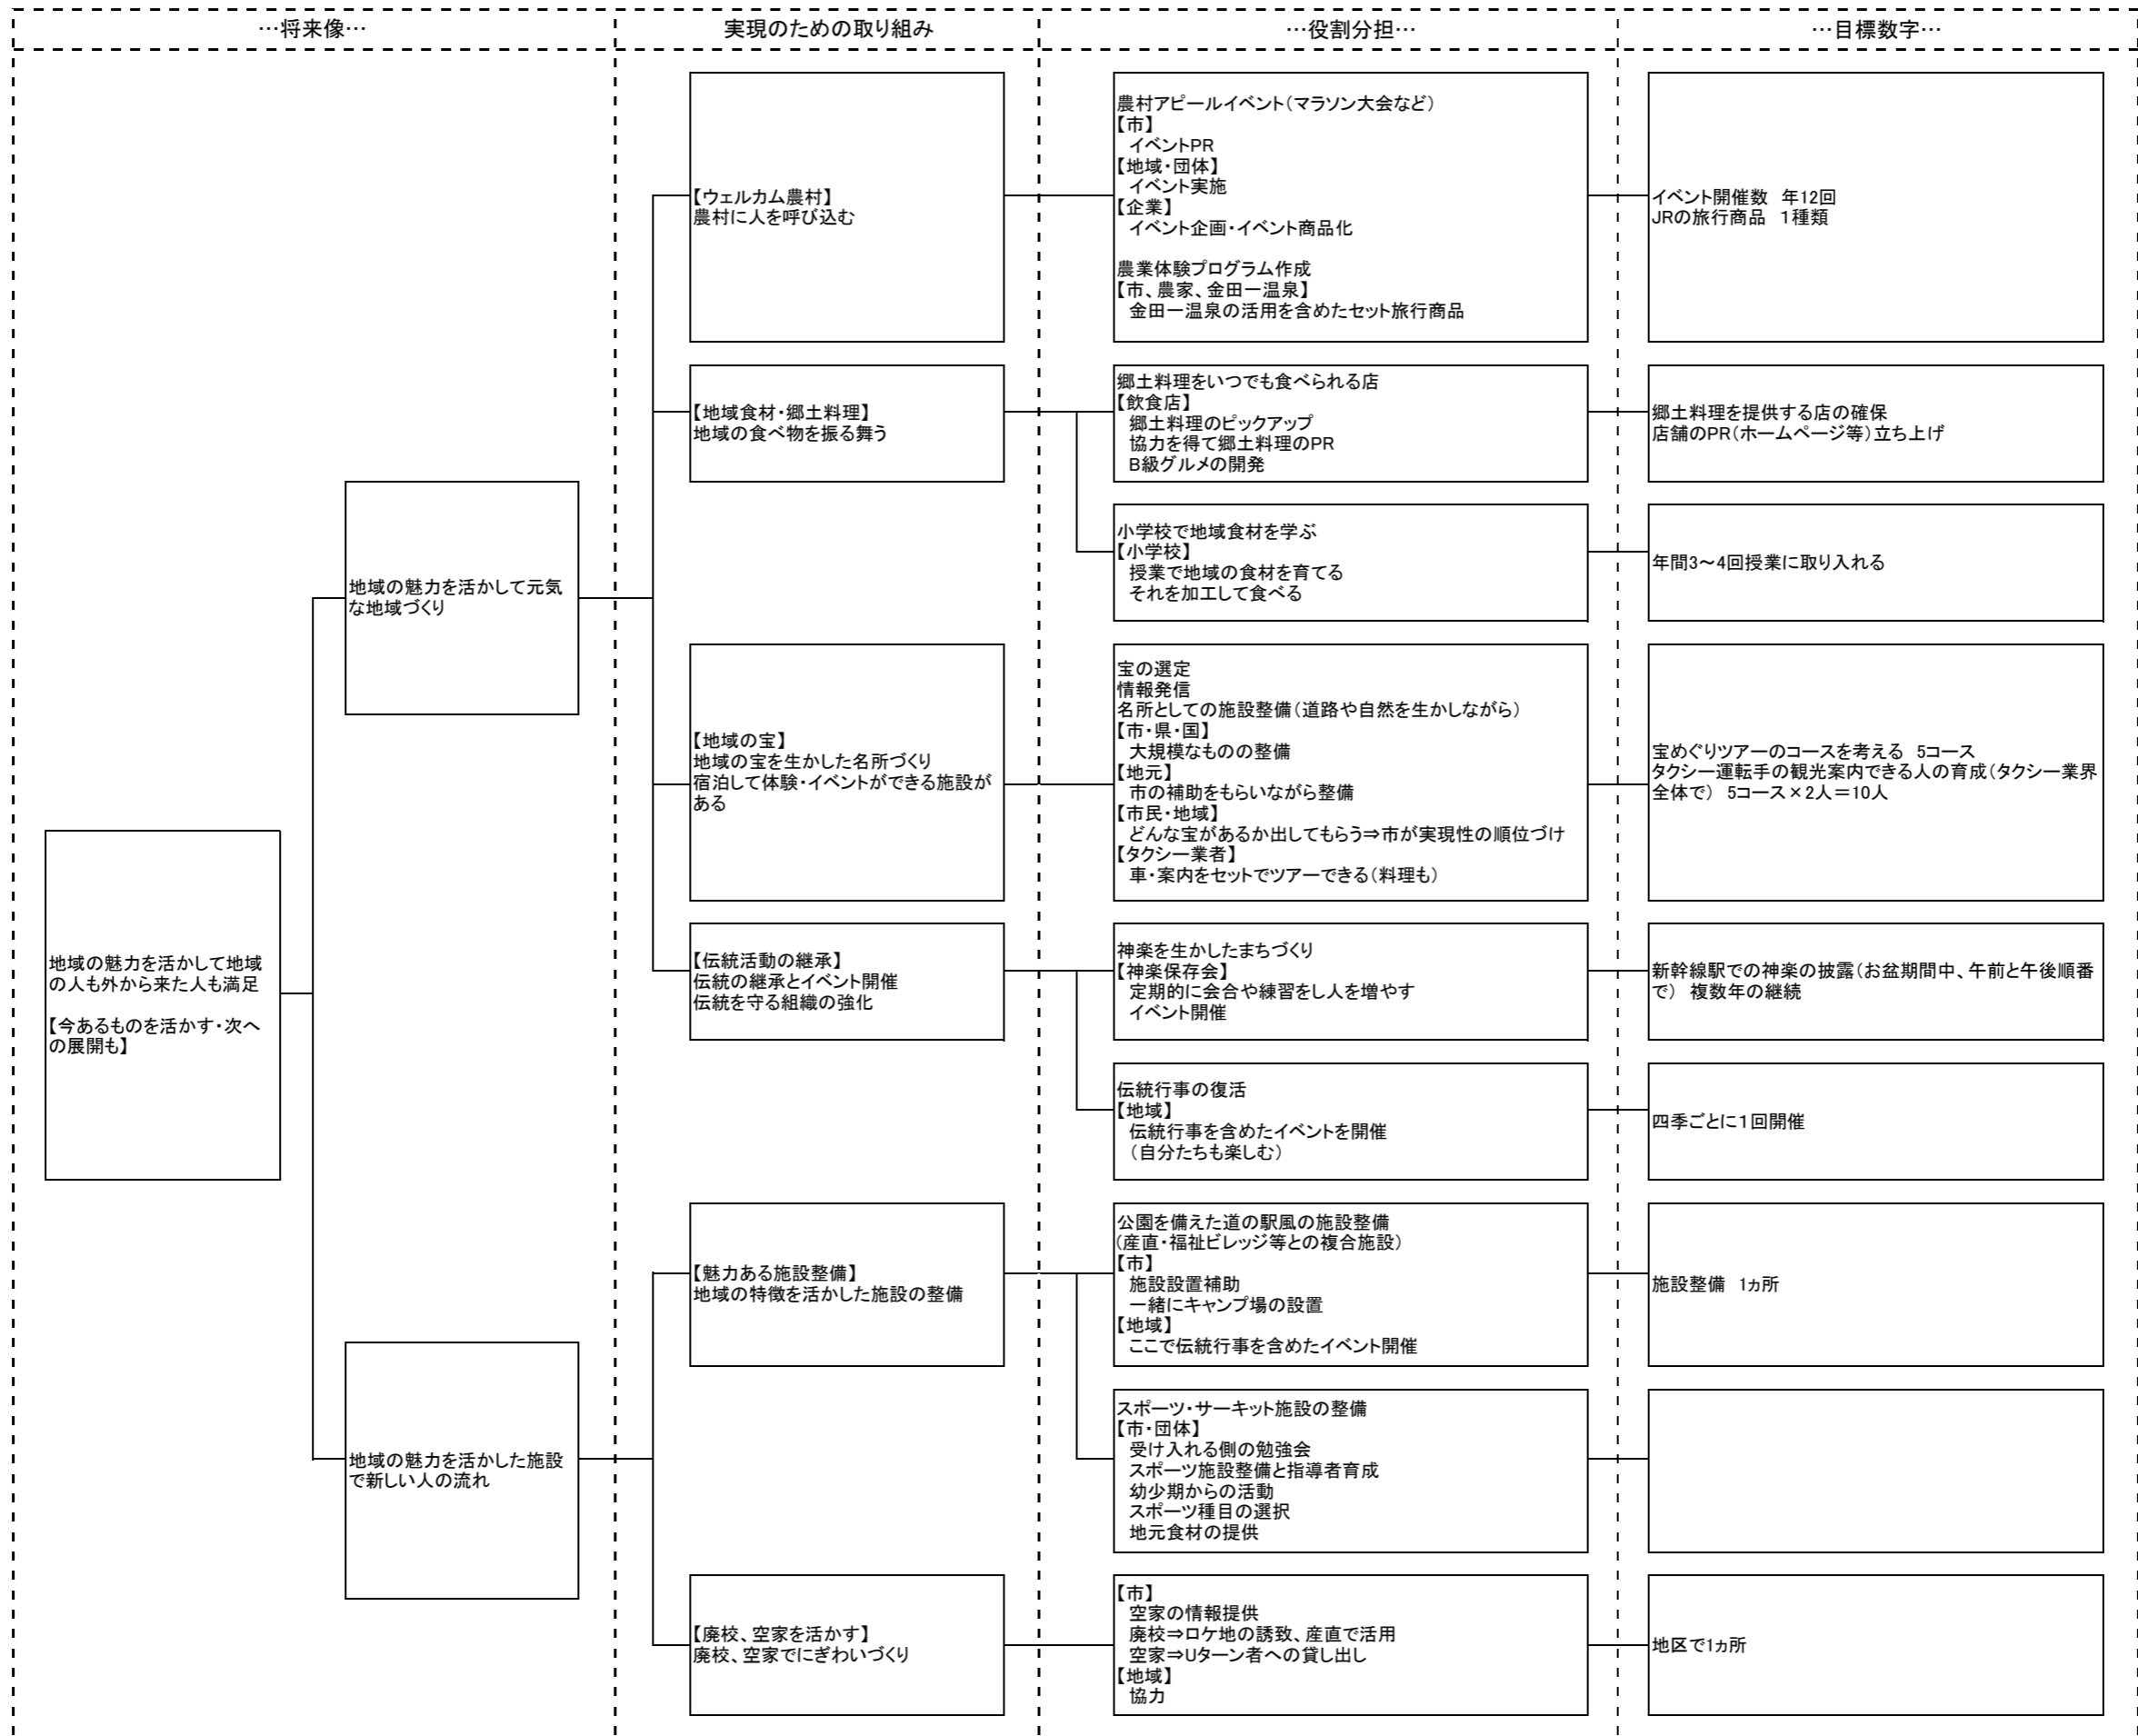 …将来像…
実現のための取り組み
…役割分担…
…目標数字…
地域の魅力を活かして地域
の人も外から来た人も満足
【今あるものを活かす・次へ
の展開も】
地域の魅力を活かして元気
な地域づくり
【ウェルカム農村】
農村に人を呼び込む
農村アピールイベント(マラソン大会など)
【市】
イベントPR
【地域・団体】
イベント実施
【企業】
イベント企画・イベント商品化
農業体験プログラム作成
【市、農家、金田一温泉】
金田一温泉の活用を含めたセット旅行商品
イベント開催数　年12回
JRの旅行商品　1種類
【地域食材・郷土料理】
地域の食べ物を振る舞う
郷土料理をいつでも食べられる店
【飲食店】
郷土料理のピックアップ
協力を得て郷土料理のPR
B級グルメの開発
郷土料理を提供する店の確保
店舗のPR(ホームページ等)立ち上げ
小学校で地域食材を学ぶ
【小学校】
授業で地域の食材を育てる
それを加工して食べる
年間3～4回授業に取り入れる
【地域の宝】
地域の宝を生かした名所づくり
宿泊して体験・イベントができる施設が
ある
宝の選定
情報発信
名所としての施設整備(道路や自然を生かしながら)
【市・県・国】
大規模なものの整備
【地元】
市の補助をもらいながら整備
【市民・地域】
どんな宝があるか出してもらう⇒市が実現性の順位づけ
【タクシー業者】
車・案内をセットでツアーできる(料理も)
宝めぐりツアーのコースを考える　5コース
タクシー運転手の観光案内できる人の育成(タクシー業界
全体で)　5コース×2人＝10人
【伝統活動の継承】
伝統の継承とイベント開催
伝統を守る組織の強化
神楽を生かしたまちづくり
【神楽保存会】
定期的に会合や練習をし人を増やす
イベント開催
新幹線駅での神楽の披露(お盆期間中、午前と午後順番
で)　複数年の継続
伝統行事の復活
【地域】
伝統行事を含めたイベントを開催
(自分たちも楽しむ)
四季ごとに1回開催
地域の魅力を活かした施設
で新しい人の流れ
【魅力ある施設整備】
地域の特徴を活かした施設の整備
公園を備えた道の駅風の施設整備
(産直・福祉ビレッジ等との複合施設)
【市】
施設設置補助
一緒にキャンプ場の設置
【地域】
ここで伝統行事を含めたイベント開催
施設整備　1ヵ所
スポーツ・サーキット施設の整備
【市・団体】
受け入れる側の勉強会
スポーツ施設整備と指導者育成
幼少期からの活動
スポーツ種目の選択
地元食材の提供
【廃校、空家を活かす】
廃校、空家でにぎわいづくり
【市】
空家の情報提供
廃校⇒ロケ地の誘致、産直で活用
空家⇒Uターン者への貸し出し
【地域】
協力
地区で1ヵ所